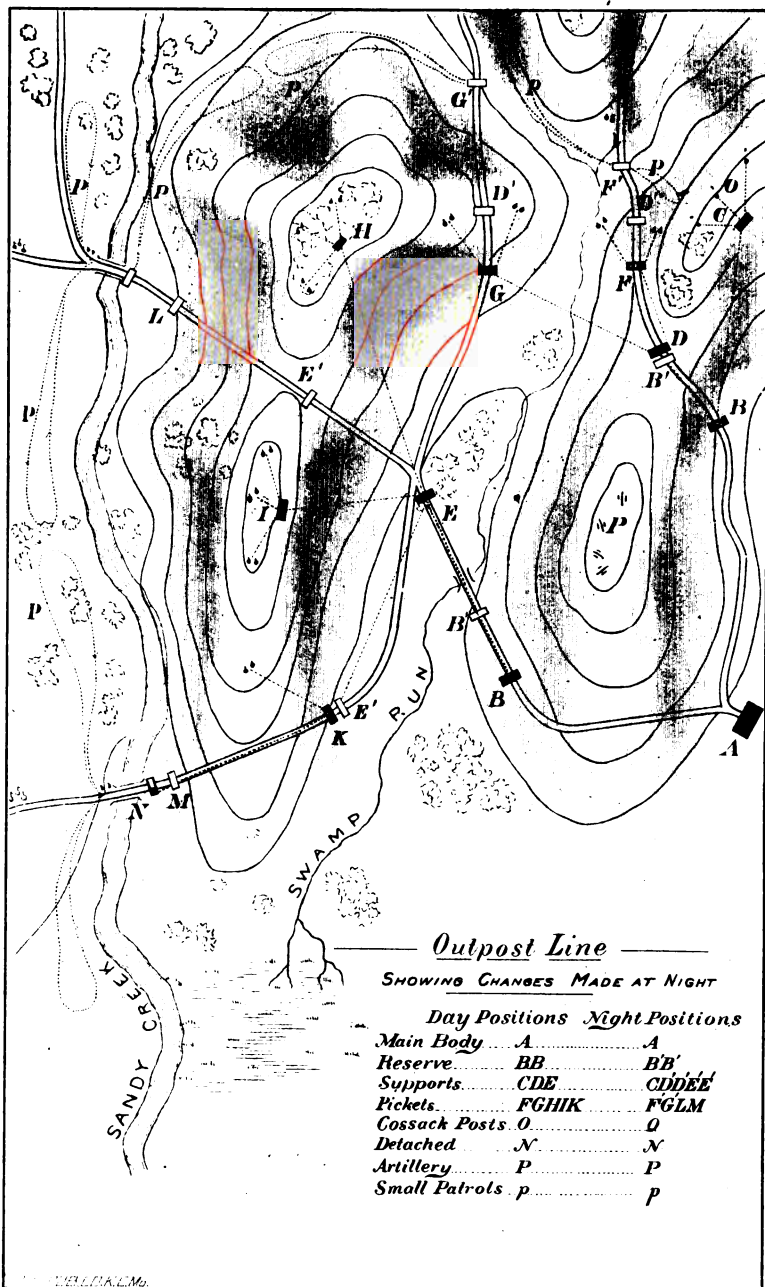 P
P
P
G'
P
P
O
H
D'
F'
D'
C
G
F
L
D
E'
B'
B
P
I
E
P
P
B'
B
K
E'
A
N
M
SWAMP RUN
SANDY CREEK
Outpost Line
SHOWING CHANGES MADE AT NIGHT
Day Positions Night Positions
Main Body A A
Reserve BB B'B'
Supports CDE CD'D'E'E'
Pickets FGHIK F'G'LM
Cossack Posts O O
Detached N N
Artillery P P
Small Patrols p p